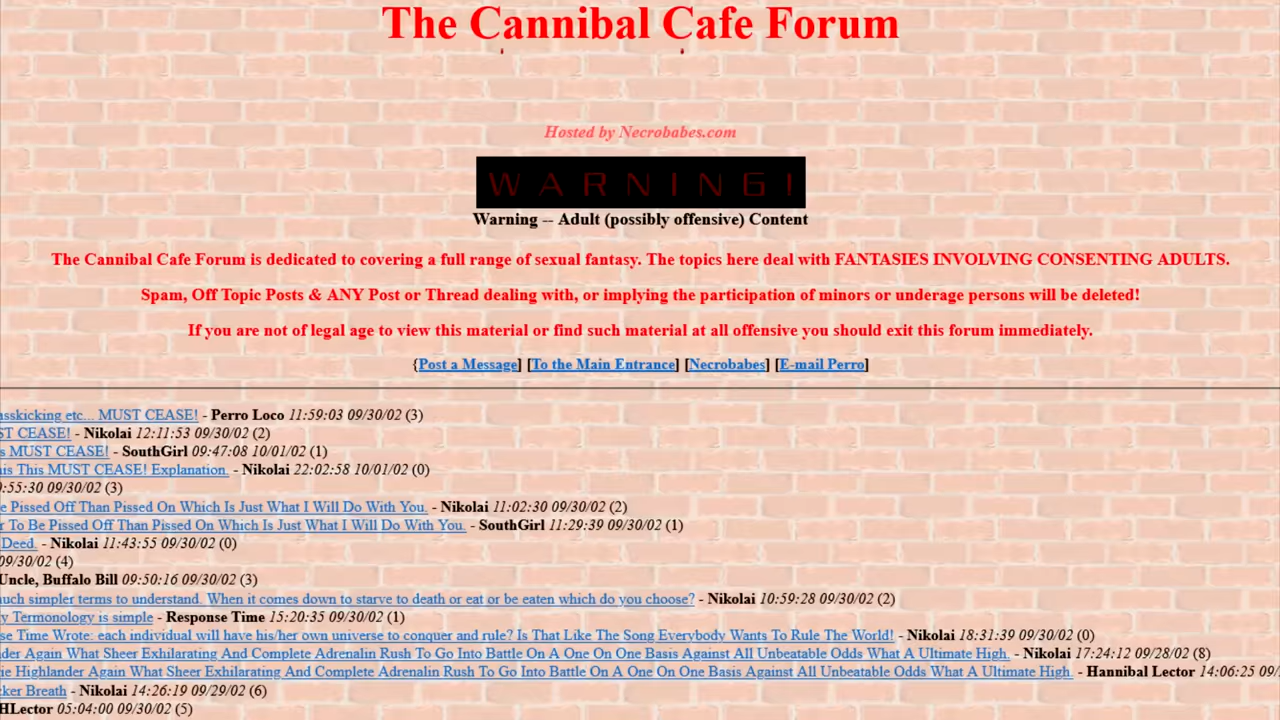 The Cannibal Cafe Forum
Hosted by Necrobabes.com
WARNING!
Warning -- Adult (possibly offensive) Content
The Cannibal Cafe Forum is dedicated to covering a full range of sexual fantasy. The topics here deal with FANTASIES INVOLVING CONSENTING ADULTS.
Spam, Off Topic Posts & ANY Post or Thread dealing with, or implying the participation of minors or underage persons will be deleted!
If you are not of legal age to view this material or find such material at all offensive you should exit this forum immediately.
{Post a Message] [To the Main Entrance] [Necrobabes] [E-mail Perro]
asskicking etc... MUST CEASE! - Perro Loco 11:59:03 09/30/02 (3)
ST CEASE! - Nikolai 12:11:53 09/30/02 (2)
s MUST CEASE! - SouthGirl 09:47:08 10/01/02 (1)
is This MUST CEASE! Explanation. - Nikolai 22:02:58 10/01/02 (0)
:55:30 09/30/02 (3)
e Pissed Off Than Pissed On Which Is Just What I Will Do With You. - Nikolai 11:02:30 09/30/02 (2)
r To Be Pissed Off Than Pissed On Which Is Just What I Will Do With You. - SouthGirl 11:29:39 09/30/02 (1)
Deed. - Nikolai 11:43:55 09/30/02 (0)
09/30/02 (4)
Uncle, Buffalo Bill 09:50:16 09/30/02 (3)
uch simpler terms to understand. When it comes down to starve to death or eat or be eaten which do you choose? - Nikolai 10:59:28 09/30/02 (2)
y Termonology is simple - Response Time 15:20:35 09/30/02 (1)
se Time Wrote: each individual will have his/her own universe to conquer and rule? Is That Like The Song Everybody Wants To Rule The World! - Nikolai 18:31:39 09/30/02 (0)
der Again What Sheer Exhilarating And Complete Adrenalin Rush To Go Into Battle On A One On One Basis Against All Unbeatable Odds What A Ultimate High. - Nikolai 17:24:12 09/28/02 (8)
ie Highlander Again What Sheer Exhilarating And Complete Adrenalin Rush To Go Into Battle On A One On One Basis Against All Unbeatable Odds What A Ultimate High. - Hannibal Lector 14:06:25 09/
cker Breath - Nikolai 14:26:19 09/29/02 (6)
HLector 05:04:00 09/30/02 (5)